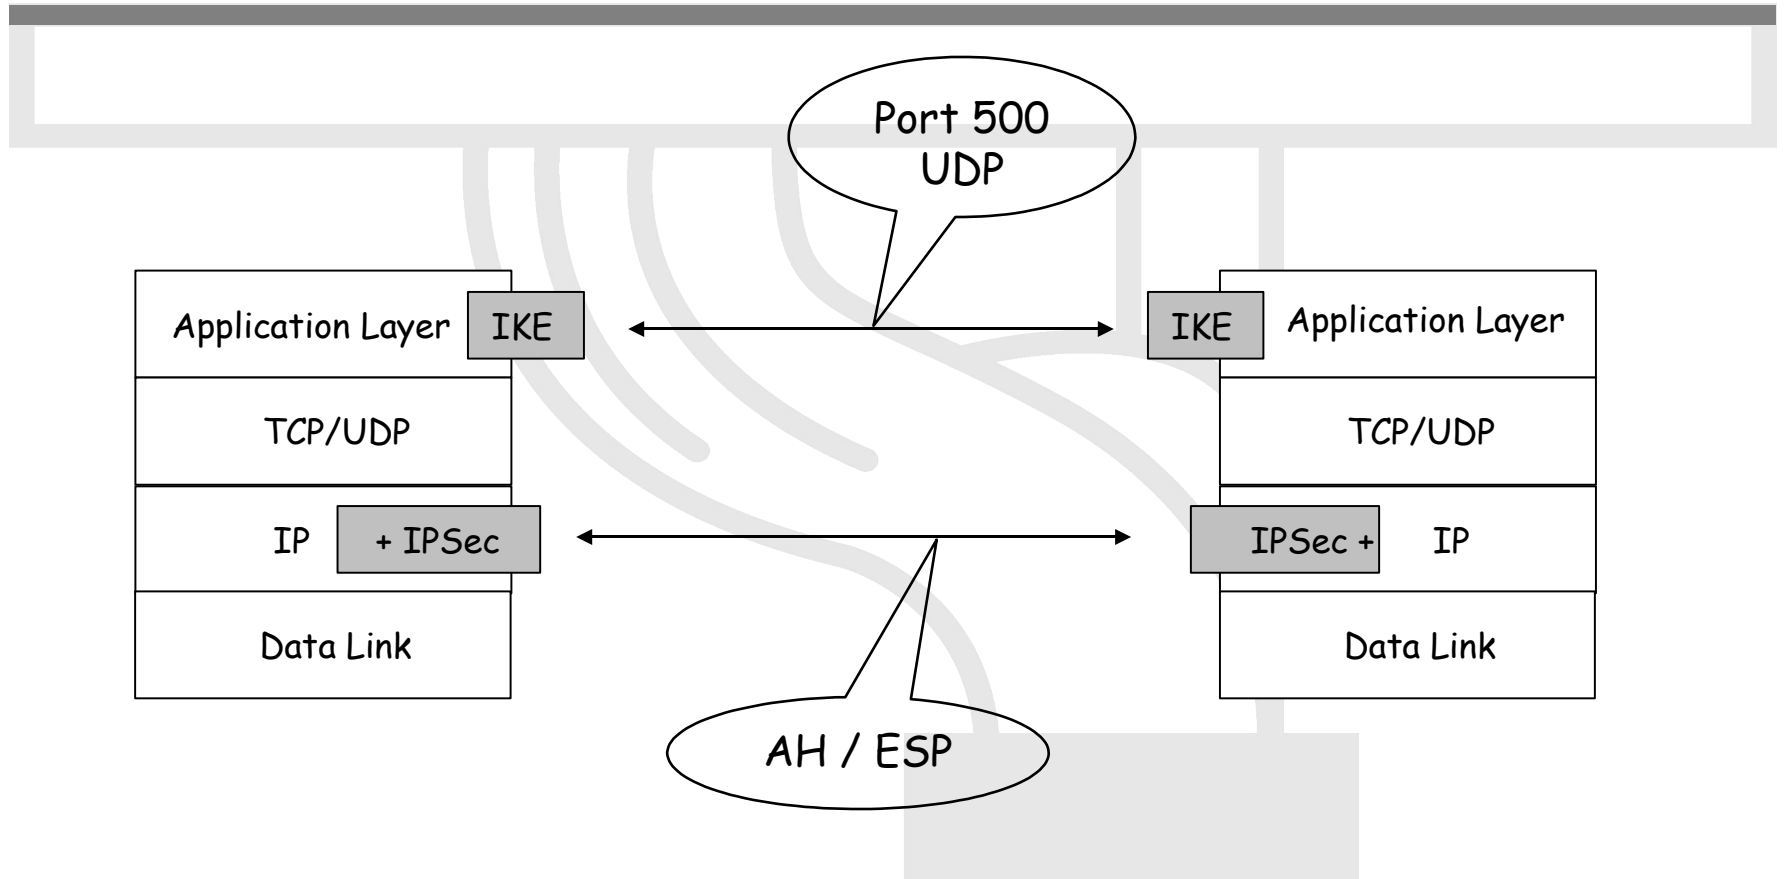 Port 500
UDP
Application Layer
IKE
IKE
Application Layer
TCP/UDP
TCP/UDP
IP
+ IPSec
IPSec +
IP
Data Link
Data Link
AH / ESP